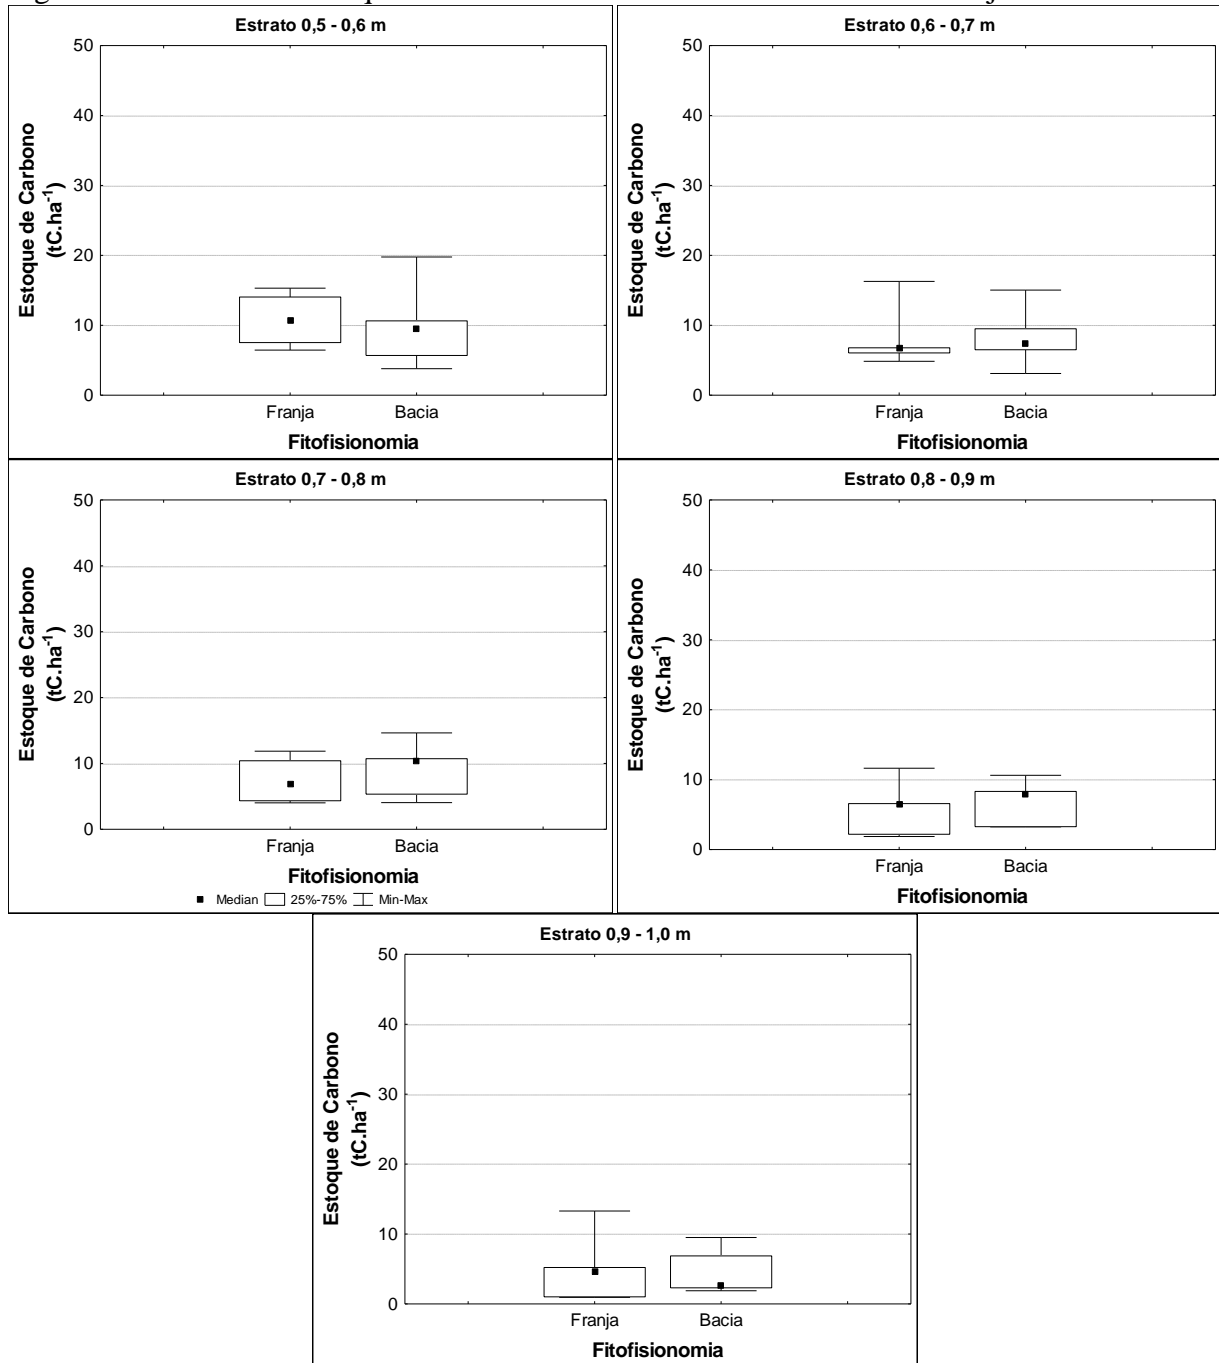 Estrato 0,5 - 0,6 m
50
40
30
20
10
0
Estoque de Carbono
(tC.ha⁻¹)
Franja Bacia
Fitofisionomia
Estrato 0,6 - 0,7 m
50
40
30
20
10
0
Estoque de Carbono
(tC.ha⁻¹)
Franja Bacia
Fitofisionomia
Estrato 0,7 - 0,8 m
50
40
30
20
10
0
Estoque de Carbono
(tC.ha⁻¹)
Franja Bacia
Fitofisionomia
Median 25%-75% Min-Max
Estrato 0,8 - 0,9 m
50
40
30
20
10
0
Estoque de Carbono
(tC.ha⁻¹)
Franja Bacia
Fitofisionomia
Estrato 0,9 - 1,0 m
50
40
30
20
10
0
Estoque de Carbono
(tC.ha⁻¹)
Franja Bacia
Fitofisionomia